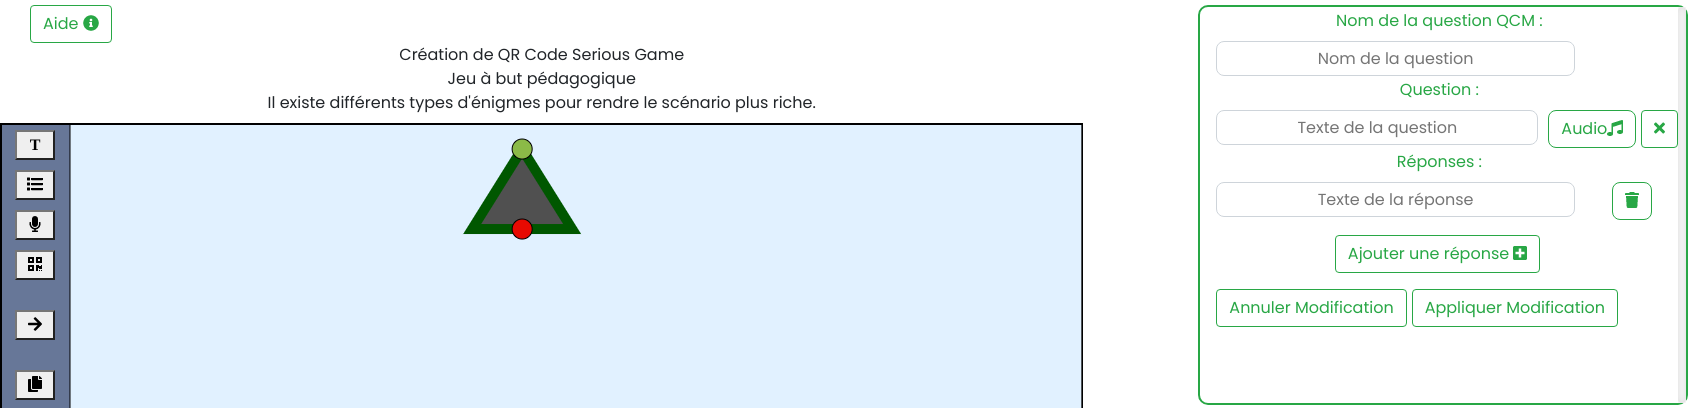 Aide
Création de QR Code Serious Game
Jeu à but pédagogique
Il existe différents types d'énigmes pour rendre le scénario plus riche.
T
Nom de la question QCM :
Nom de la question
Question :
Texte de la question
Audio
Réponses :
Texte de la réponse
Ajouter une réponse
Annuler Modification
Appliquer Modification